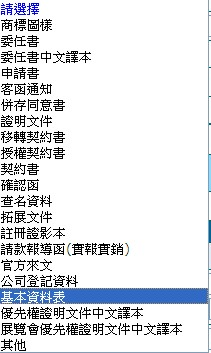 請選擇
商標圖樣
委任書
委任書中文譯本
申請書
客函通知
併存同意書
證明文件
移轉契約書
授權契約書
契約書
確認函
查名資料
拓展文件
註冊證影本
請款報導函(實報實銷)
官方來文
公司登記資料
基本資料表
優先權證明文件中文譯本
展覽會優先權證明文件中文譯本
其他